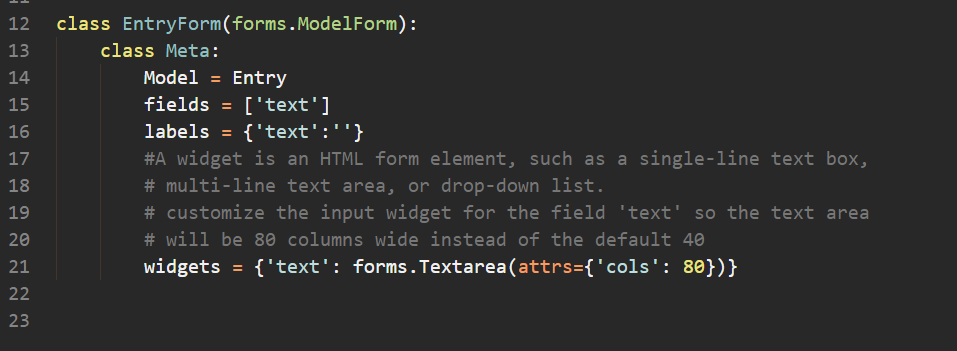 12 class EntryForm(forms.ModelForm):
13     class Meta:
14         Model = Entry
15         fields = ['text']
16         labels = {'text':''}
17         #A widget is an HTML form element, such as a single-line text box,
18         # multi-line text area, or drop-down list.
19         # customize the input widget for the field 'text' so the text area
20         # will be 80 columns wide instead of the default 40
21         widgets = {'text': forms.Textarea(attrs={'cols': 80})}
22
23